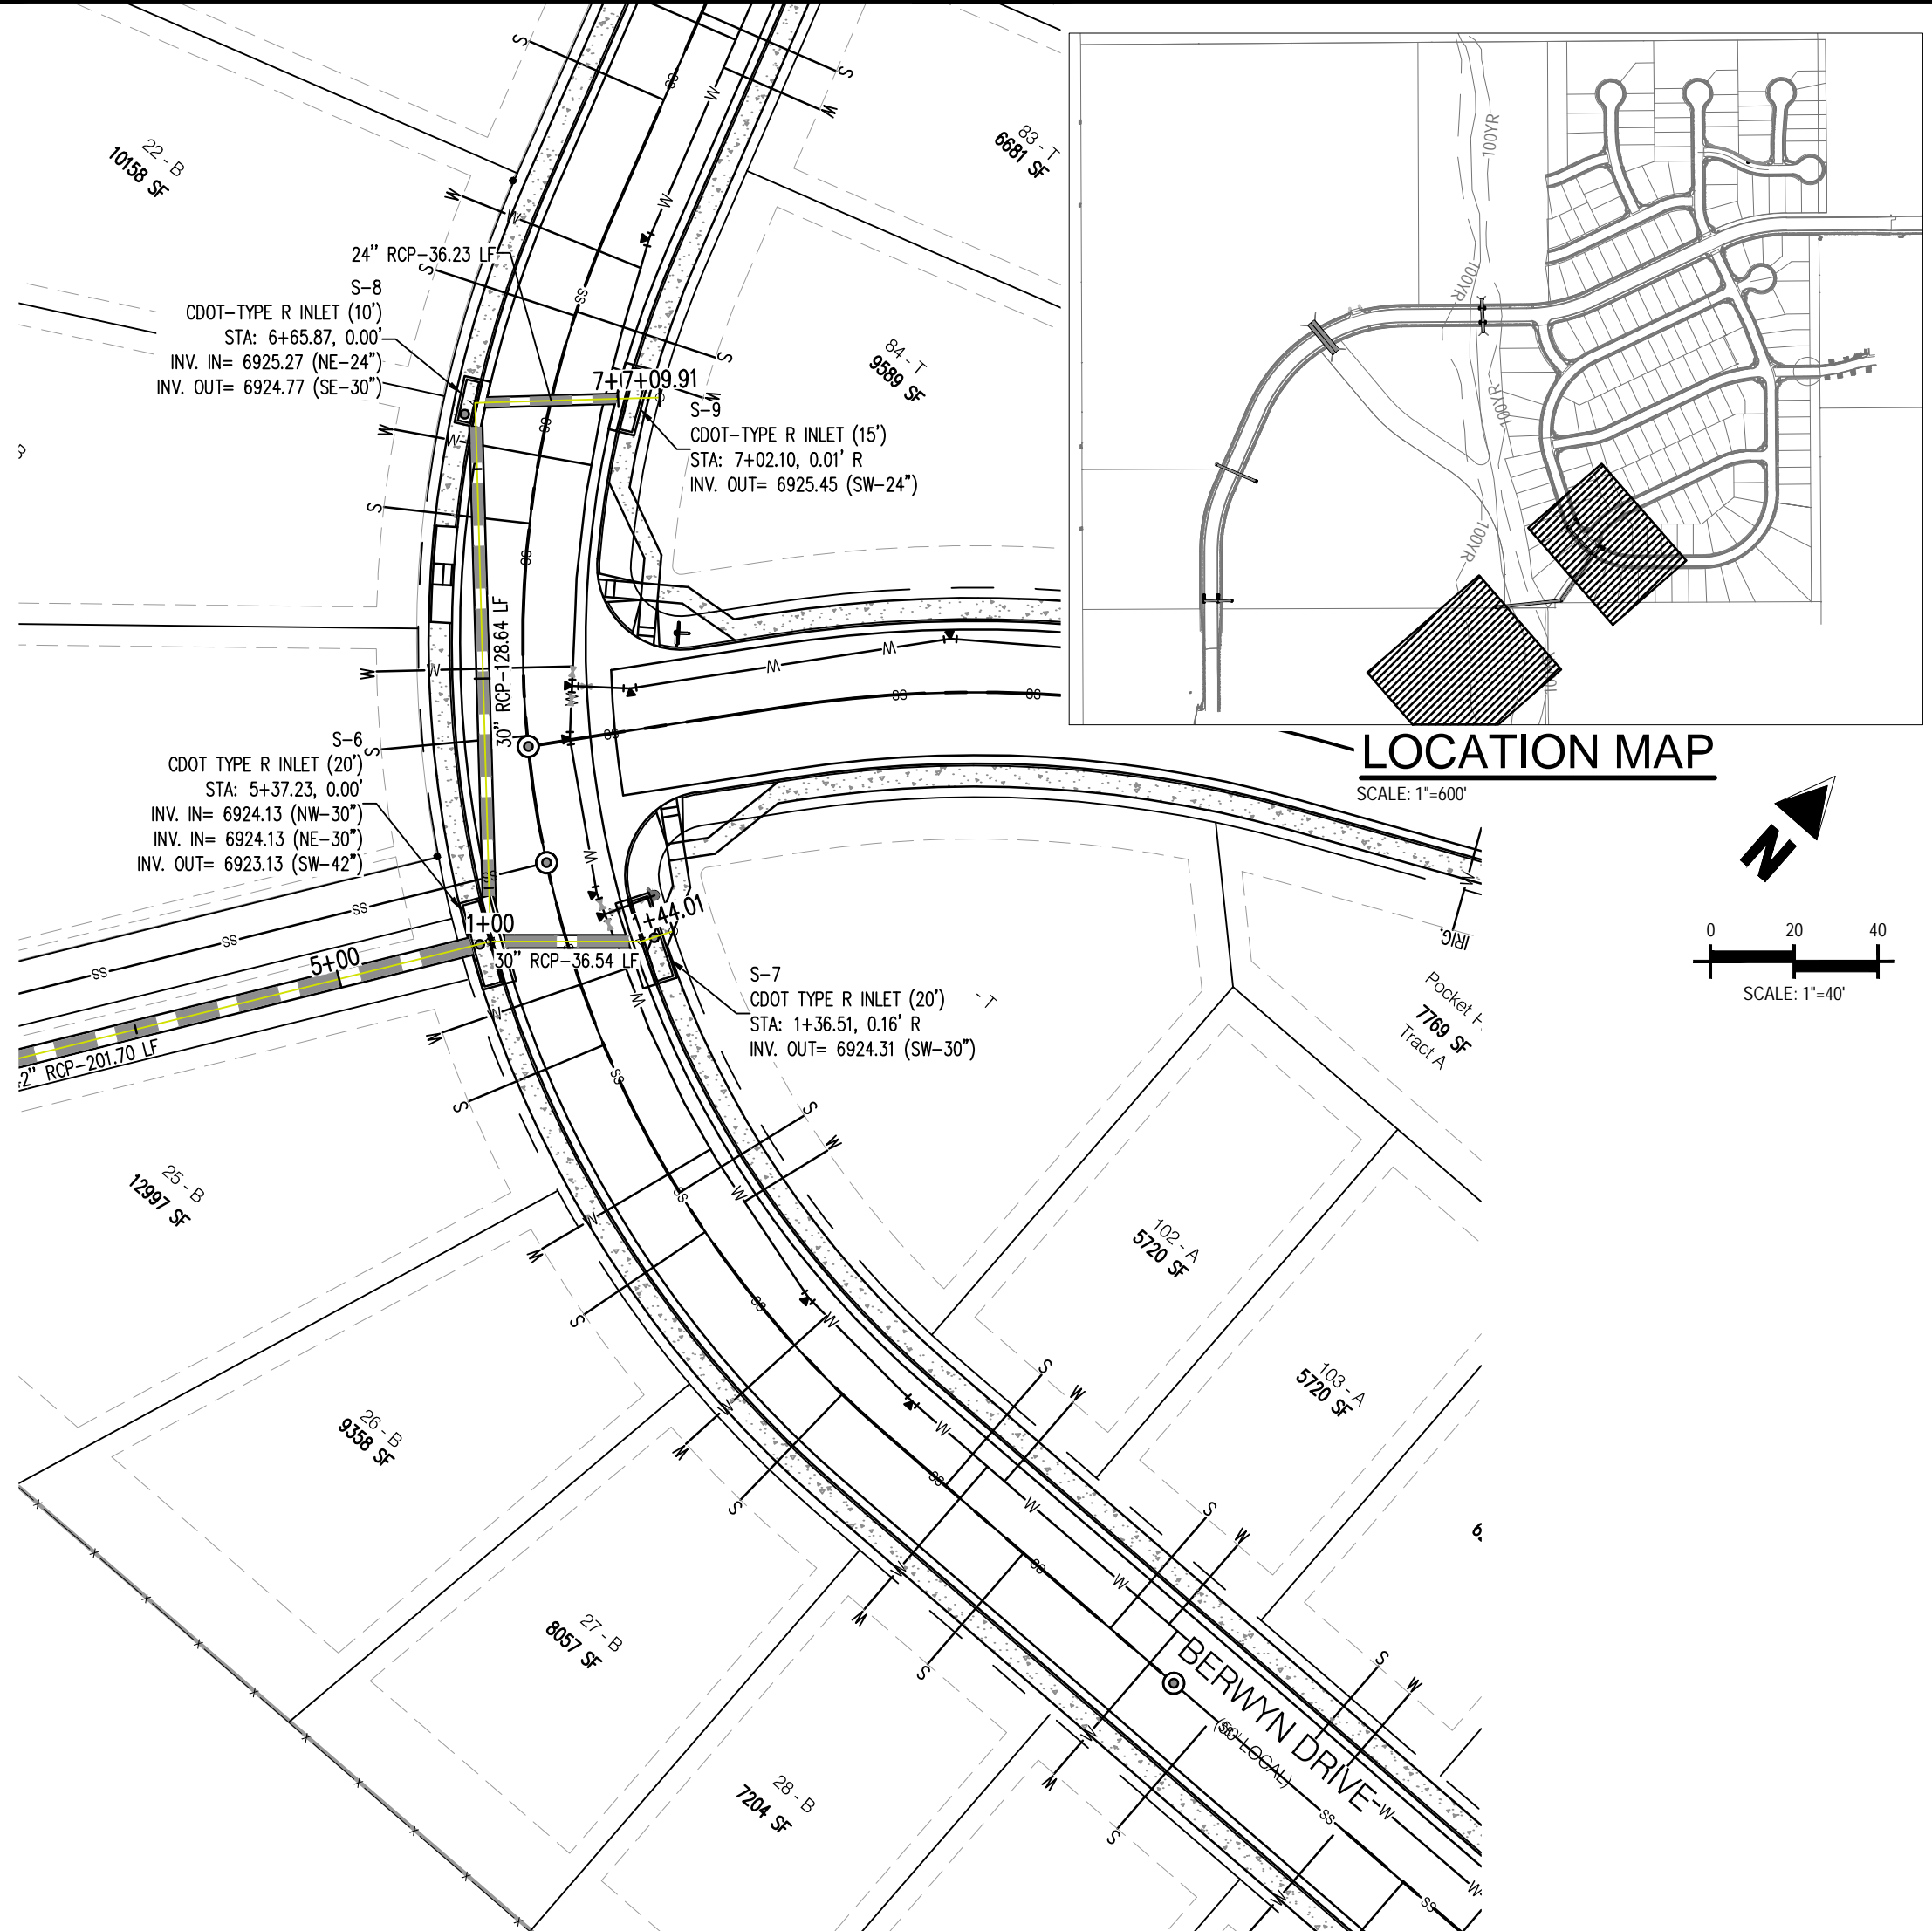 22 - B
10158 SF
83 - T
6681 SF
24" RCP-36.23 LF
S-8
CDOT-TYPE R INLET (10')
STA: 6+65.87, 0.00'
INV. IN= 6925.27 (NE-24")
INV. OUT= 6924.77 (SE-30")
84 - T
9589 SF
7+09.91
S-9
CDOT-TYPE R INLET (15')
STA: 7+02.10, 0.01' R
INV. OUT= 6925.45 (SW-24")
30" RCP-128.64 LF
S-6
CDOT TYPE R INLET (20')
STA: 5+37.23, 0.00'
INV. IN= 6924.13 (NW-30")
INV. IN= 6924.13 (NE-30")
INV. OUT= 6923.13 (SW-42")
1+00
1+44.01
5+00
30" RCP-36.54 LF
2" RCP-201.70 LF
S-7
CDOT TYPE R INLET (20')
STA: 1+36.51, 0.16' R
INV. OUT= 6924.31 (SW-30")
- T
IRIG.
Pocket
7769 SF
Tract A
25 - B
12997 SF
102 - A
5720 SF
103 - A
5720 SF
26 - B
9358 SF
27 - B
8057 SF
28 - B
7204 SF
BERWYN DRIVE
LOCAL)
100YR
100YR
100YR
100YR
LOCATION MAP
SCALE: 1"=600'
N
0 20 40
SCALE: 1"=40'
S
W
SS